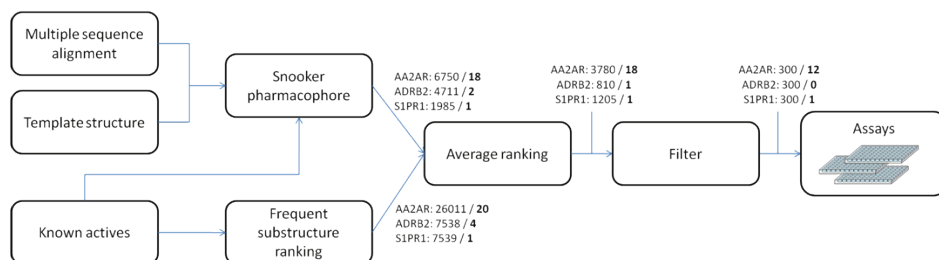 Multiple sequence
alignment
Template structure
Known actives
Snooker
pharmacophore
Frequent
substructure
ranking
AA2AR: 6750 / 18
ADRB2: 4711 / 2
S1PR1: 1985 / 1
AA2AR: 26011 / 20
ADRB2: 7538 / 4
S1PR1: 7539 / 1
Average ranking
AA2AR: 3780 / 18
ADRB2: 810 / 1
S1PR1: 1205 / 1
Filter
AA2AR: 300 / 12
ADRB2: 300 / 0
S1PR1: 300 / 1
Assays